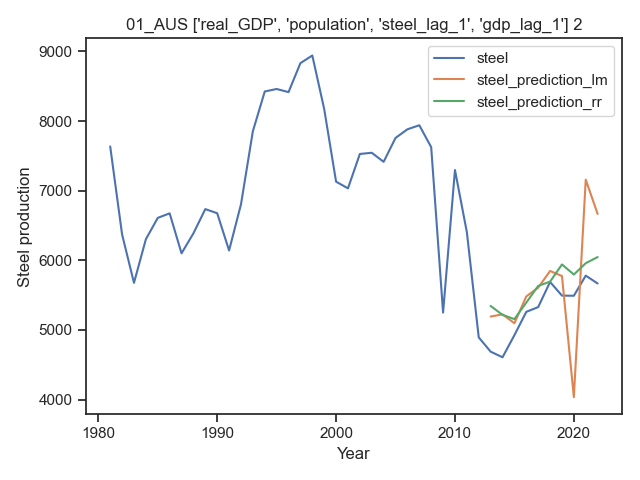 01_AUS ['real_GDP', 'population', 'steel_lag_1', 'gdp_lag_1'] 2
steel
steel_prediction_lm
steel_prediction_rr
9000
8000
7000
6000
5000
4000
Steel production
1980
1990
2000
2010
2020
Year